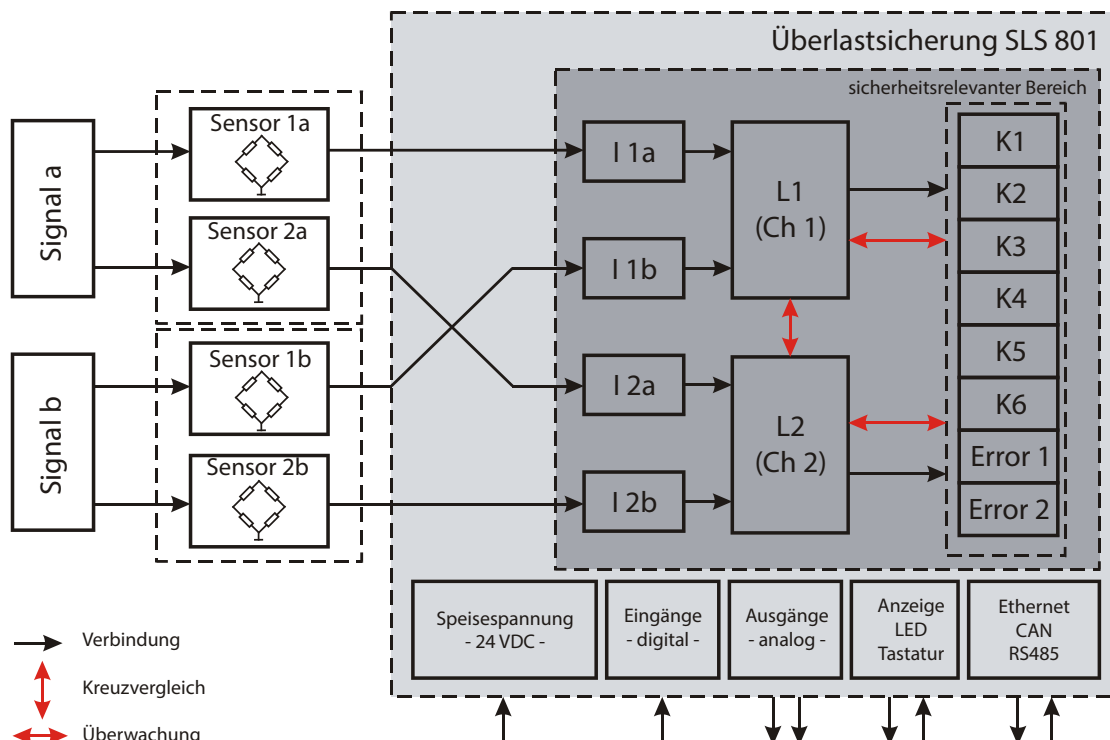 Überlastsicherung SLS 801
sicherheitsrelevanter Bereich
Signal a
Sensor 1a
Sensor 2a
Signal b
Sensor 1b
Sensor 2b
I 1a
I 1b
I 2a
I 2b
L1
(Ch 1)
L2
(Ch 2)
K1
K2
K3
K4
K5
K6
Error 1
Error 2
Speisespannung
- 24 VDC -
Eingänge
- digital -
Ausgänge
- analog -
Anzeige
LED
Tastatur
Ethernet
CAN
RS485
Verbindung
Kreuzvergleich
Überwachung